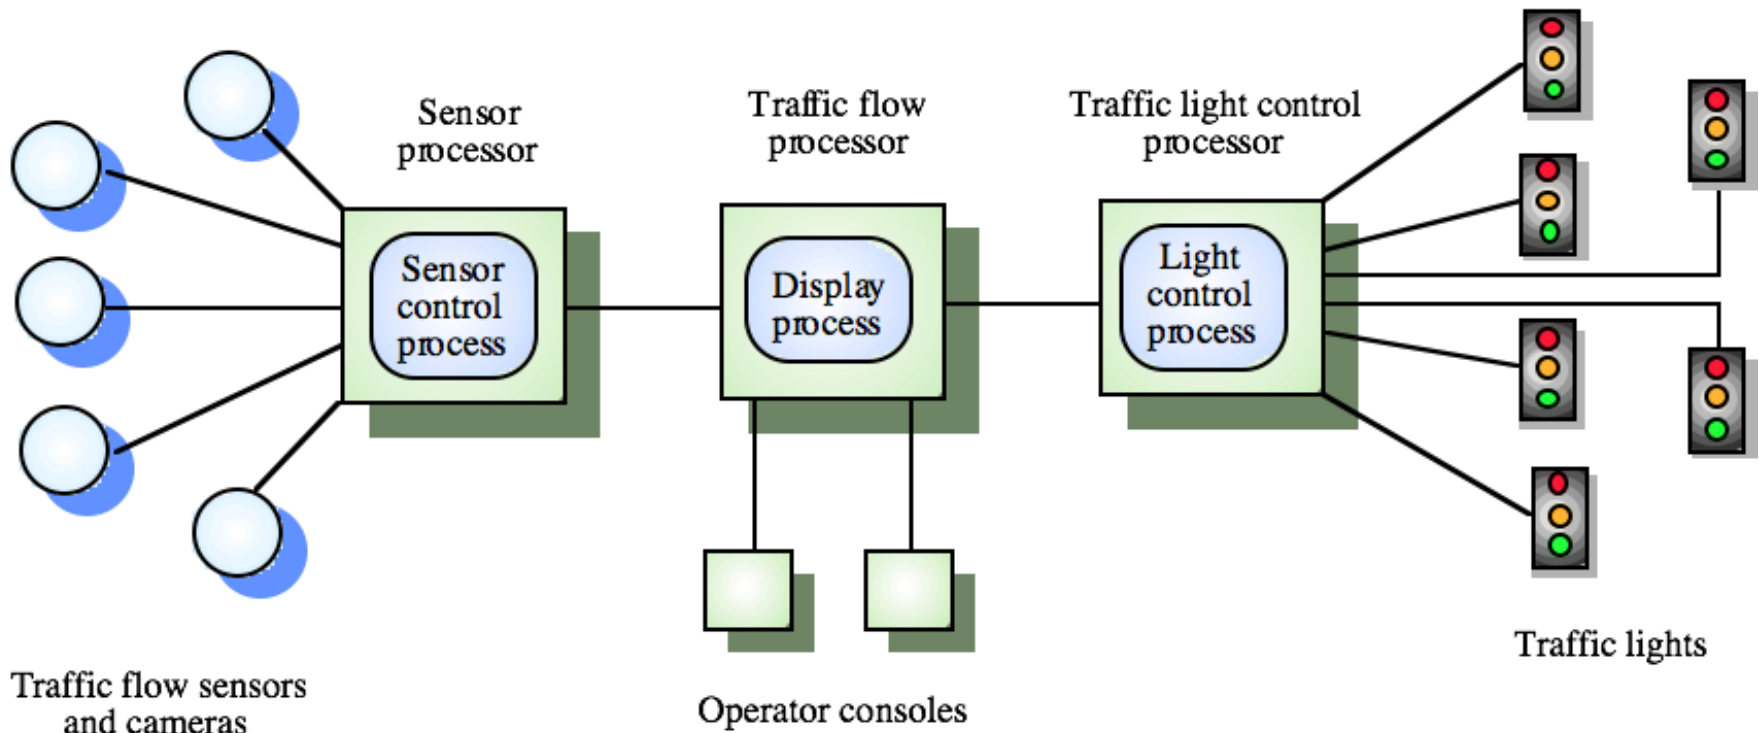 Sensor
processor
Traffic flow
processor
Traffic light control
processor
Sensor
control
process
Display
process
Light
control
process
Traffic flow sensors
and cameras
Operator consoles
Traffic lights